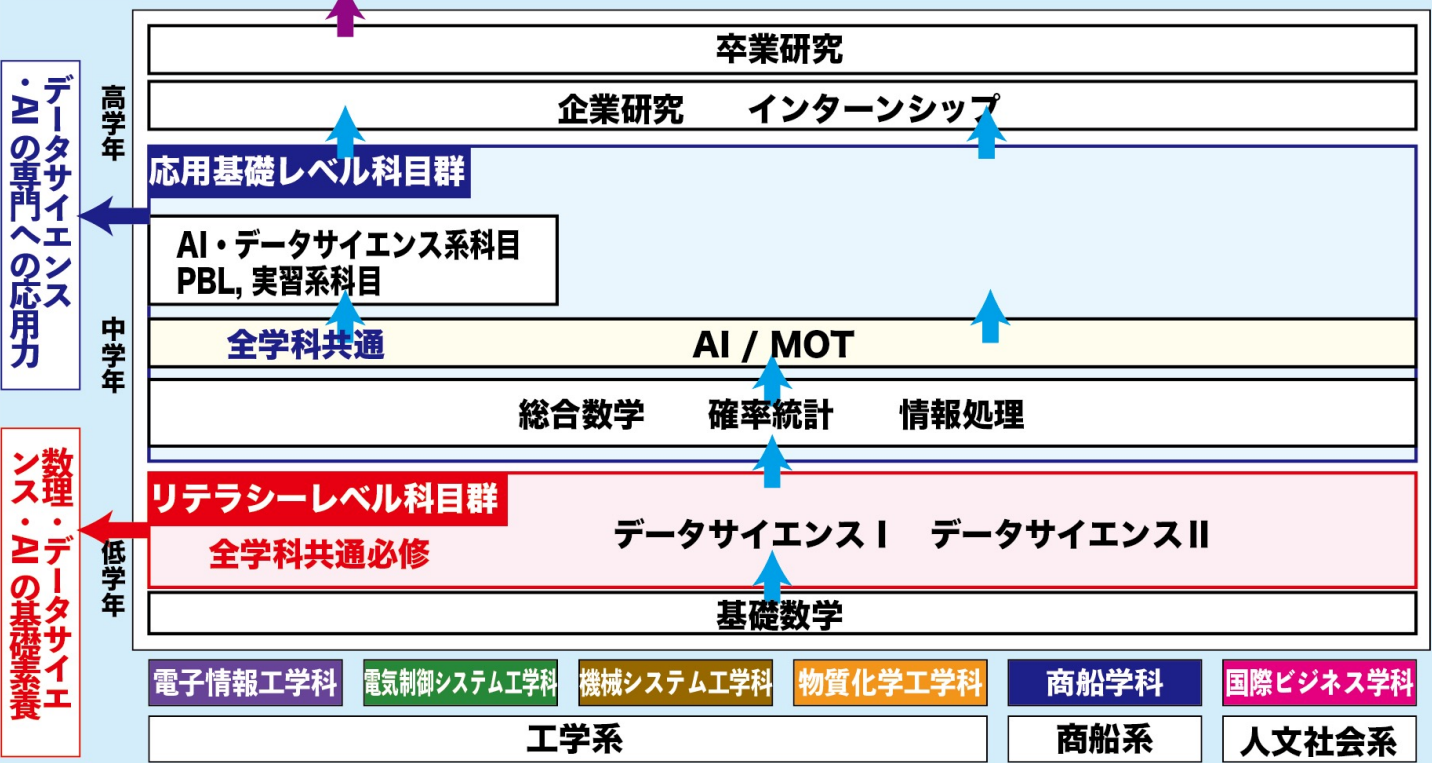 卒業研究
企業研究 インターンシップ
高学年
応用基礎レベル科目群
データサイエンス
・AIの専門への応用力
AI・データサイエンス系科目
PBL, 実習系科目
中学年
全学科共通 AI / MOT
総合数学 確率統計 情報処理
リテラシーレベル科目群
データサイエンスⅠ データサイエンスⅡ
全学科共通必修
数理・データサイエ
ンス・AIの基礎素養
低学年
基礎数学
電子情報工学科 電気制御システム工学科 機械システム工学科 物質化学工学科 商船学科 国際ビジネス学科
工学系 商船系 人文社会系